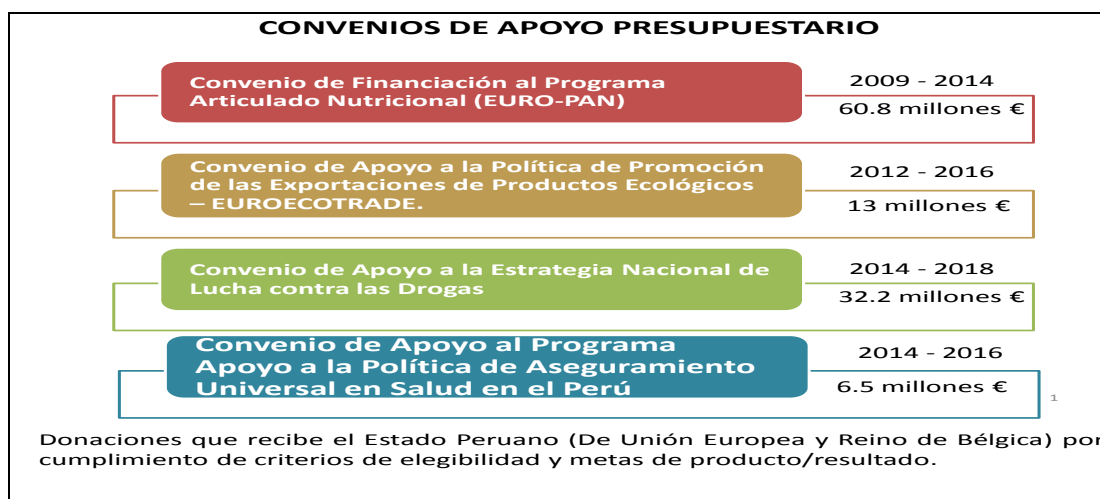 CONVENIOS DE APOYO PRESUPUESTARIO
Convenio de Financiación al Programa
Articulado Nutricional (EURO-PAN)
2009 - 2014
60.8 millones €
Convenio de Apoyo a la Política de Promoción
de las Exportaciones de Productos Ecológicos
– EUROECOTRADE.
2012 - 2016
13 millones €
Convenio de Apoyo a la Estrategia Nacional de
Lucha contra las Drogas
2014 - 2018
32.2 millones €
Convenio de Apoyo al Programa
Apoyo a la Política de Aseguramiento
Universal en Salud en el Perú
2014 - 2016
6.5 millones €
1
Donaciones que recibe el Estado Peruano (De Unión Europea y Reino de Bélgica) por
cumplimiento de criterios de elegibilidad y metas de producto/resultado.